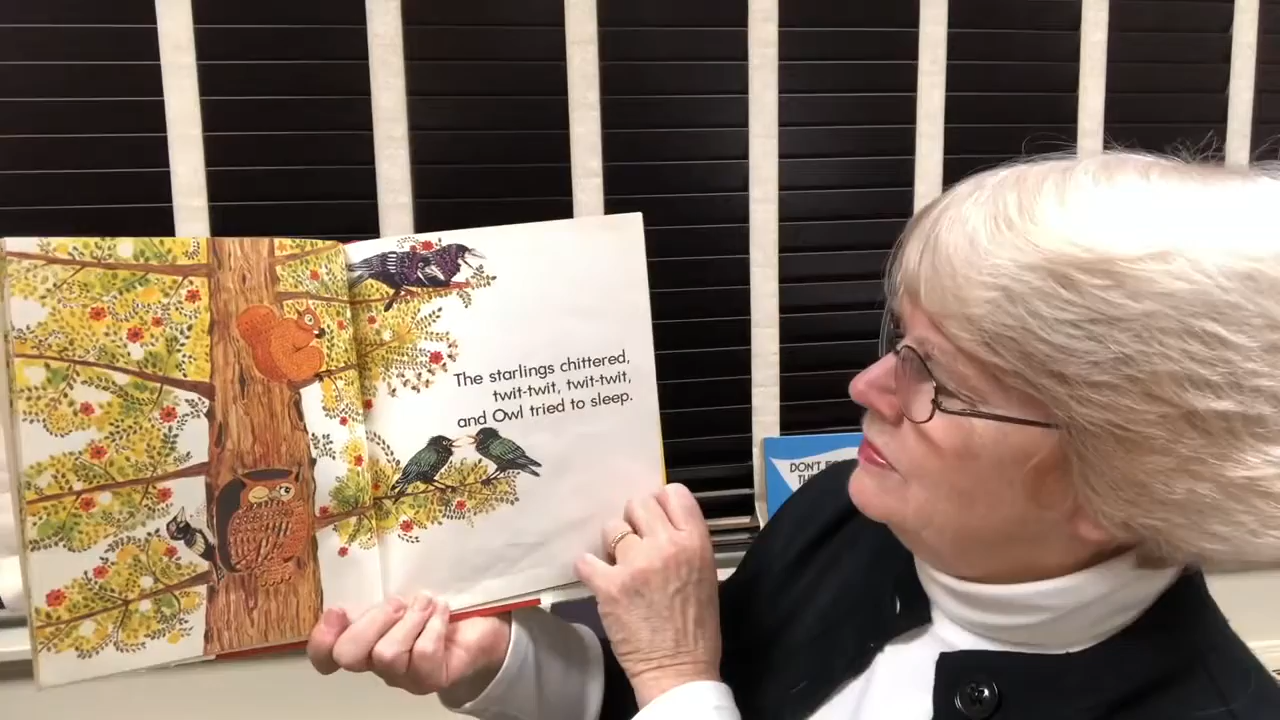 The starlings chittered,
twit-twit, twit-twit,
and Owl tried to sleep.
DON'T